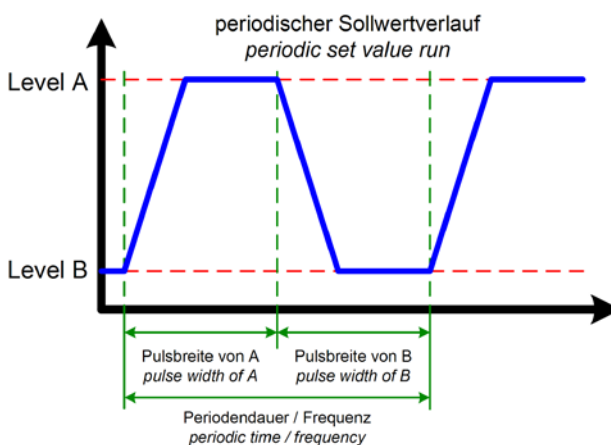 periodischer Sollwertverlauf
periodic set value run
Level A
Level B
Pulsbreite von A
pulse width of A
Pulsbreite von B
pulse width of B
Periodendauer / Frequenz
periodic time / frequency